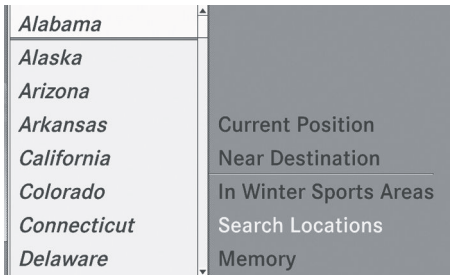 Alabama
Alaska
Arizona
Arkansas
California
Colorado
Connecticut
Delaware
Current Position
Near Destination
In Winter Sports Areas
Search Locations
Memory